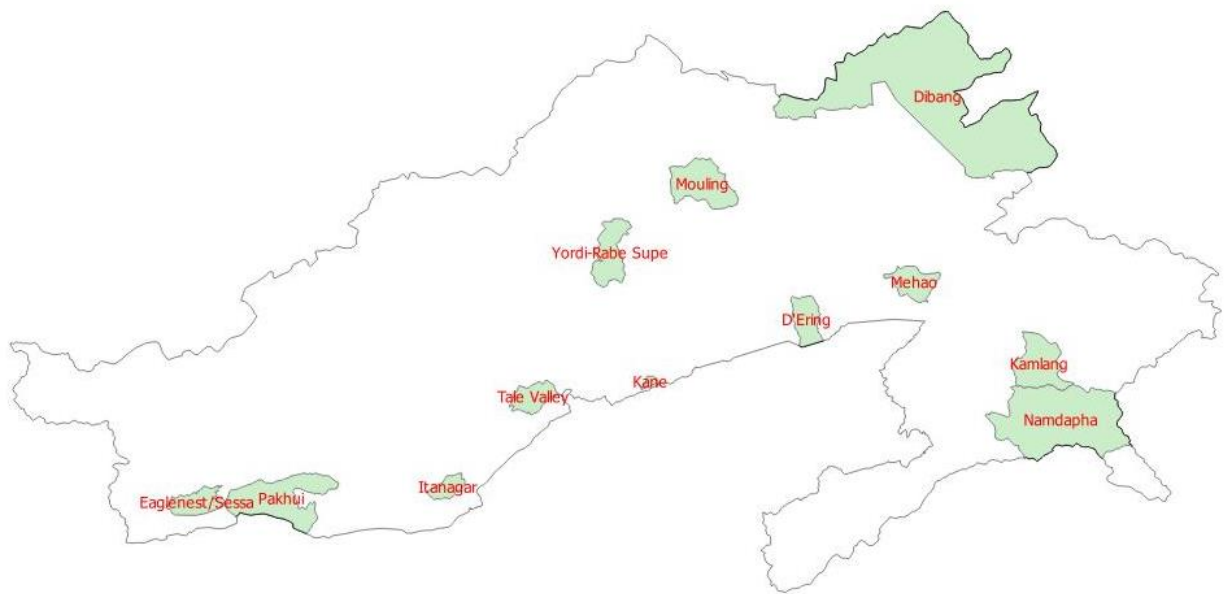 Dibang
Mouling
Yordi-Rabe Supe
Mehao
D'Ering
Kamlang
Kane
Tale Valley
Namdapha
Itanagar
Eaglenest/Sessa
Pakhui